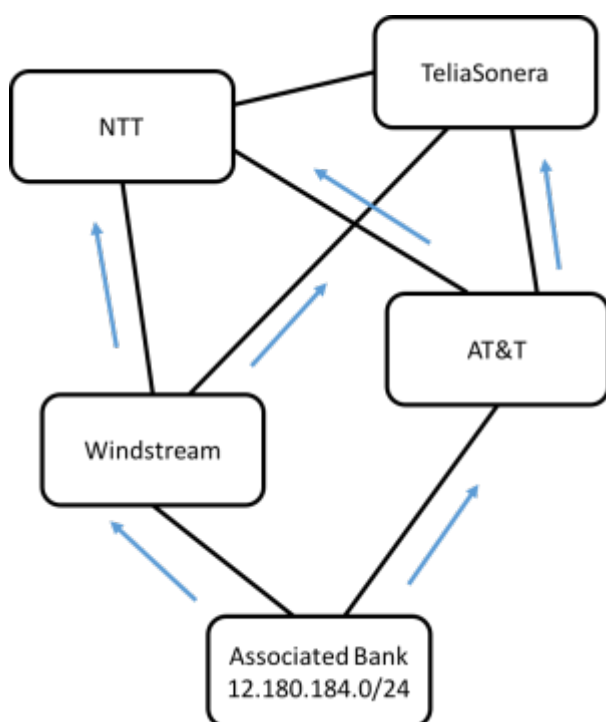 TeliaSonera
NTT
AT&T
Windstream
Associated Bank
12.180.184.0/24